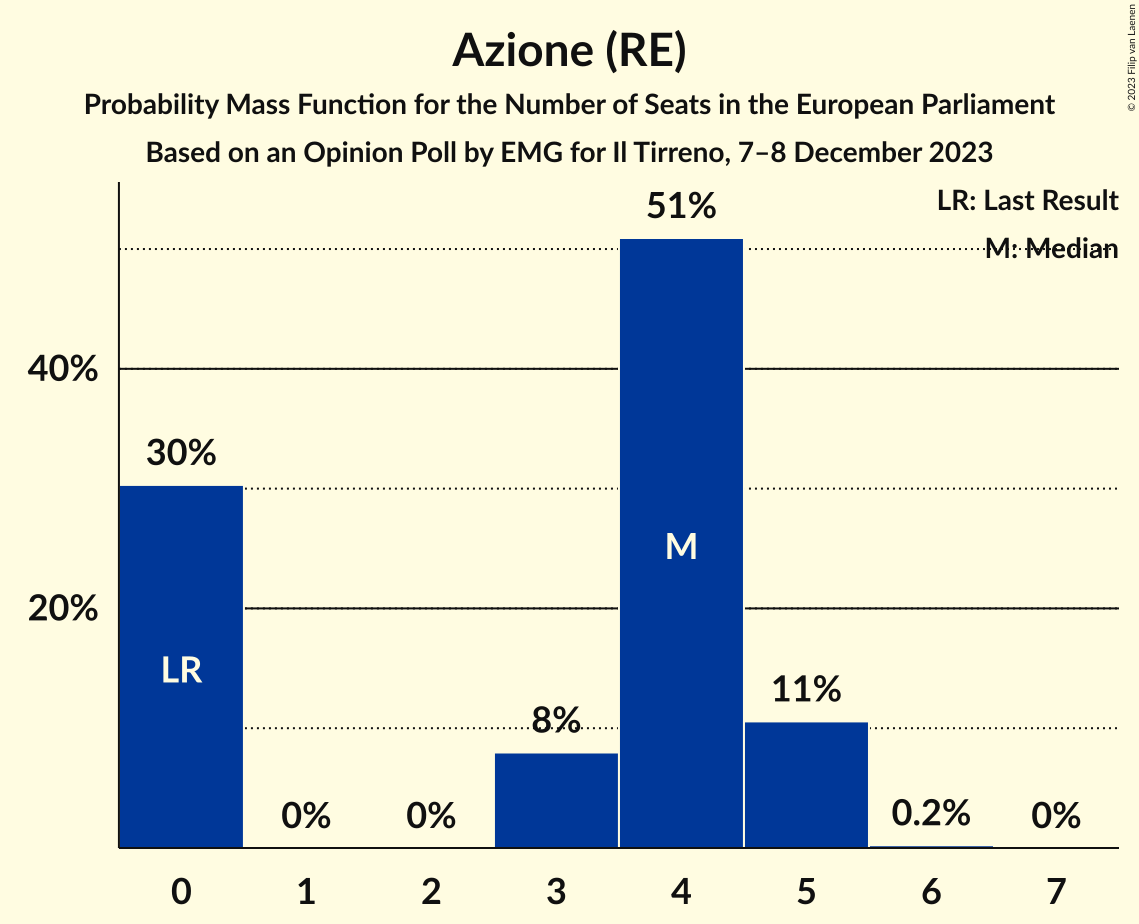 Azione (RE)
Probability Mass Function for the Number of Seats in the European Parliament
Based on an Opinion Poll by EMG for Il Tirreno, 7–8 December 2023
© 2023 Filip van Laenen
LR: Last Result
M: Median
51%
40%
30%
M
20%
LR
11%
8%
0%
0%
0.2%
0%
0 1 2 3 4 5 6 7